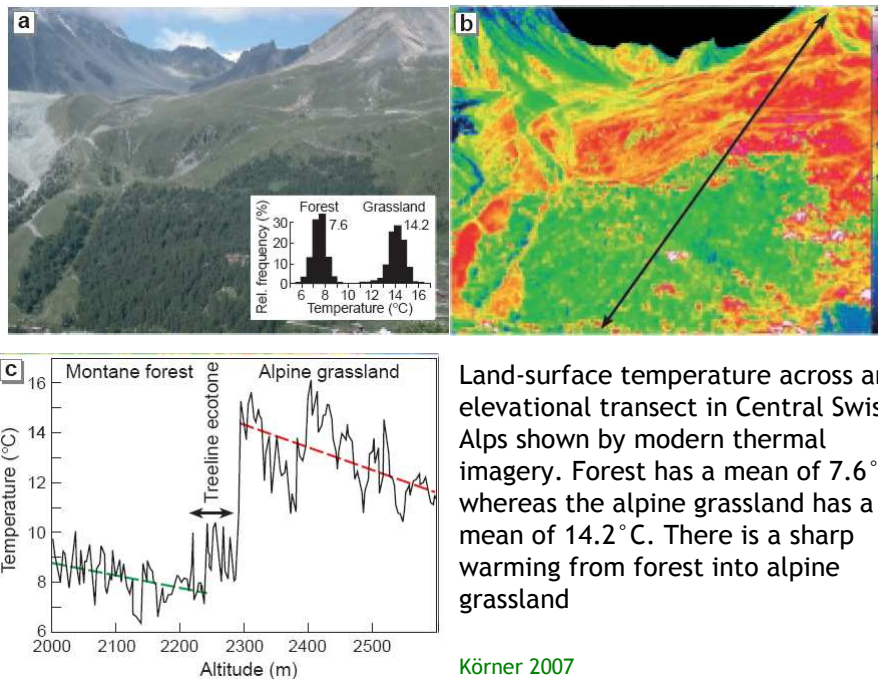 a
Forest Grassland
Rel. frequency (%)
30
20
10
0
7.6
14.2
6 8 10 12 14 16
Temperature (°C)
b
c
Montane forest
Treeline ecotone
Alpine grassland
Temperature (°C)
16
14
12
10
8
6
2000 2100 2200 2300 2400 2500
Altitude (m)
Land-surface temperature across an
elevational transect in Central Swis
Alps shown by modern thermal
imagery. Forest has a mean of 7.6°
whereas the alpine grassland has a
mean of 14.2°C. There is a sharp
warming from forest into alpine
grassland
Körner 2007